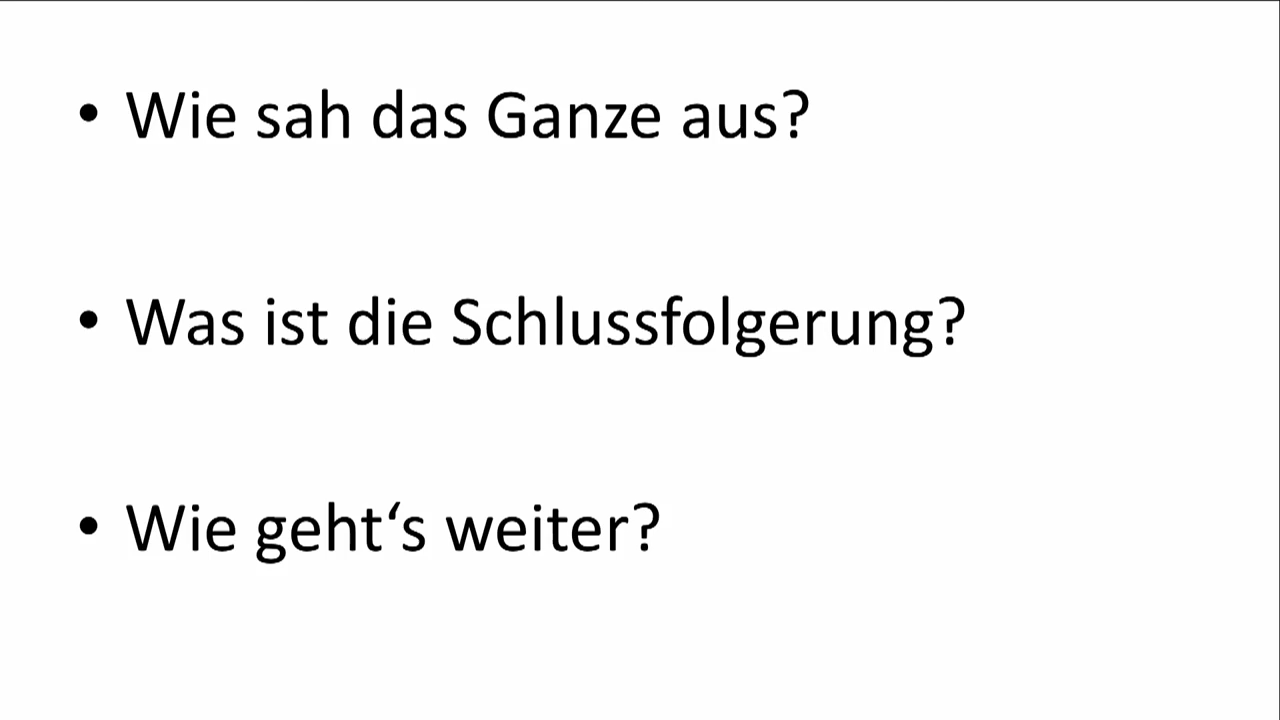 • Wie sah das Ganze aus?
• Was ist die Schlussfolgerung?
• Wie geht‘s weiter?